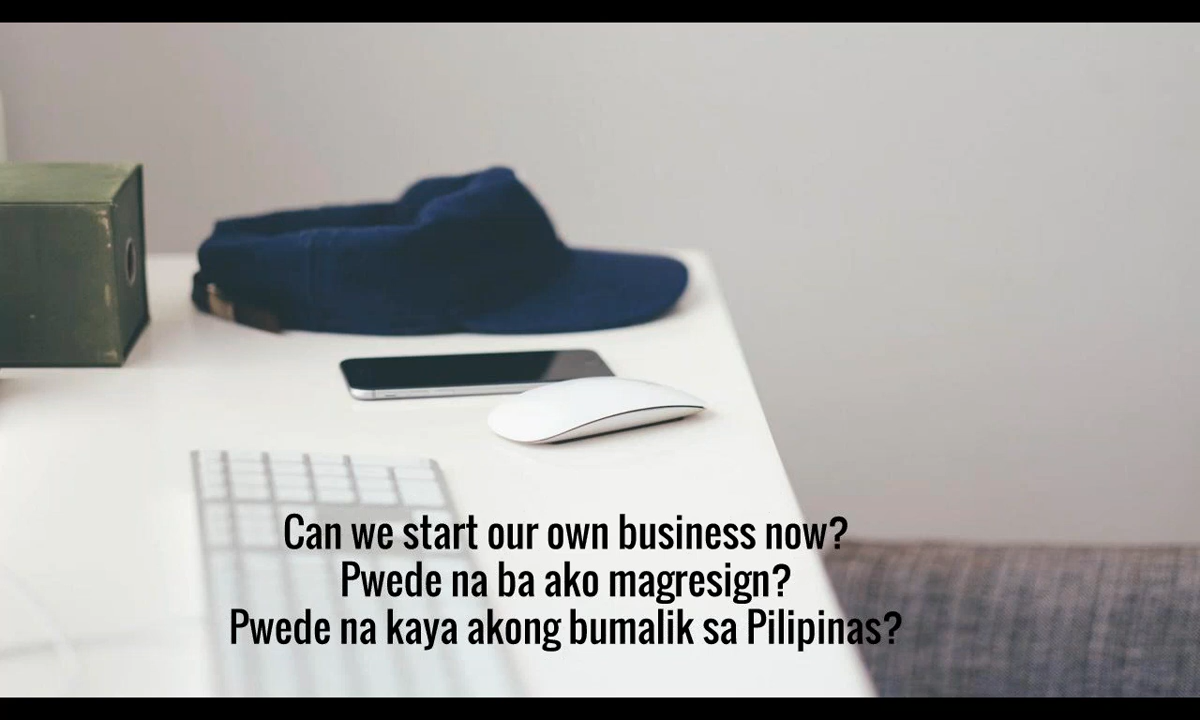 Can we start our own business now?
Pwede na ba ako magresign?
Pwede na kaya akong bumalik sa Pilipinas?